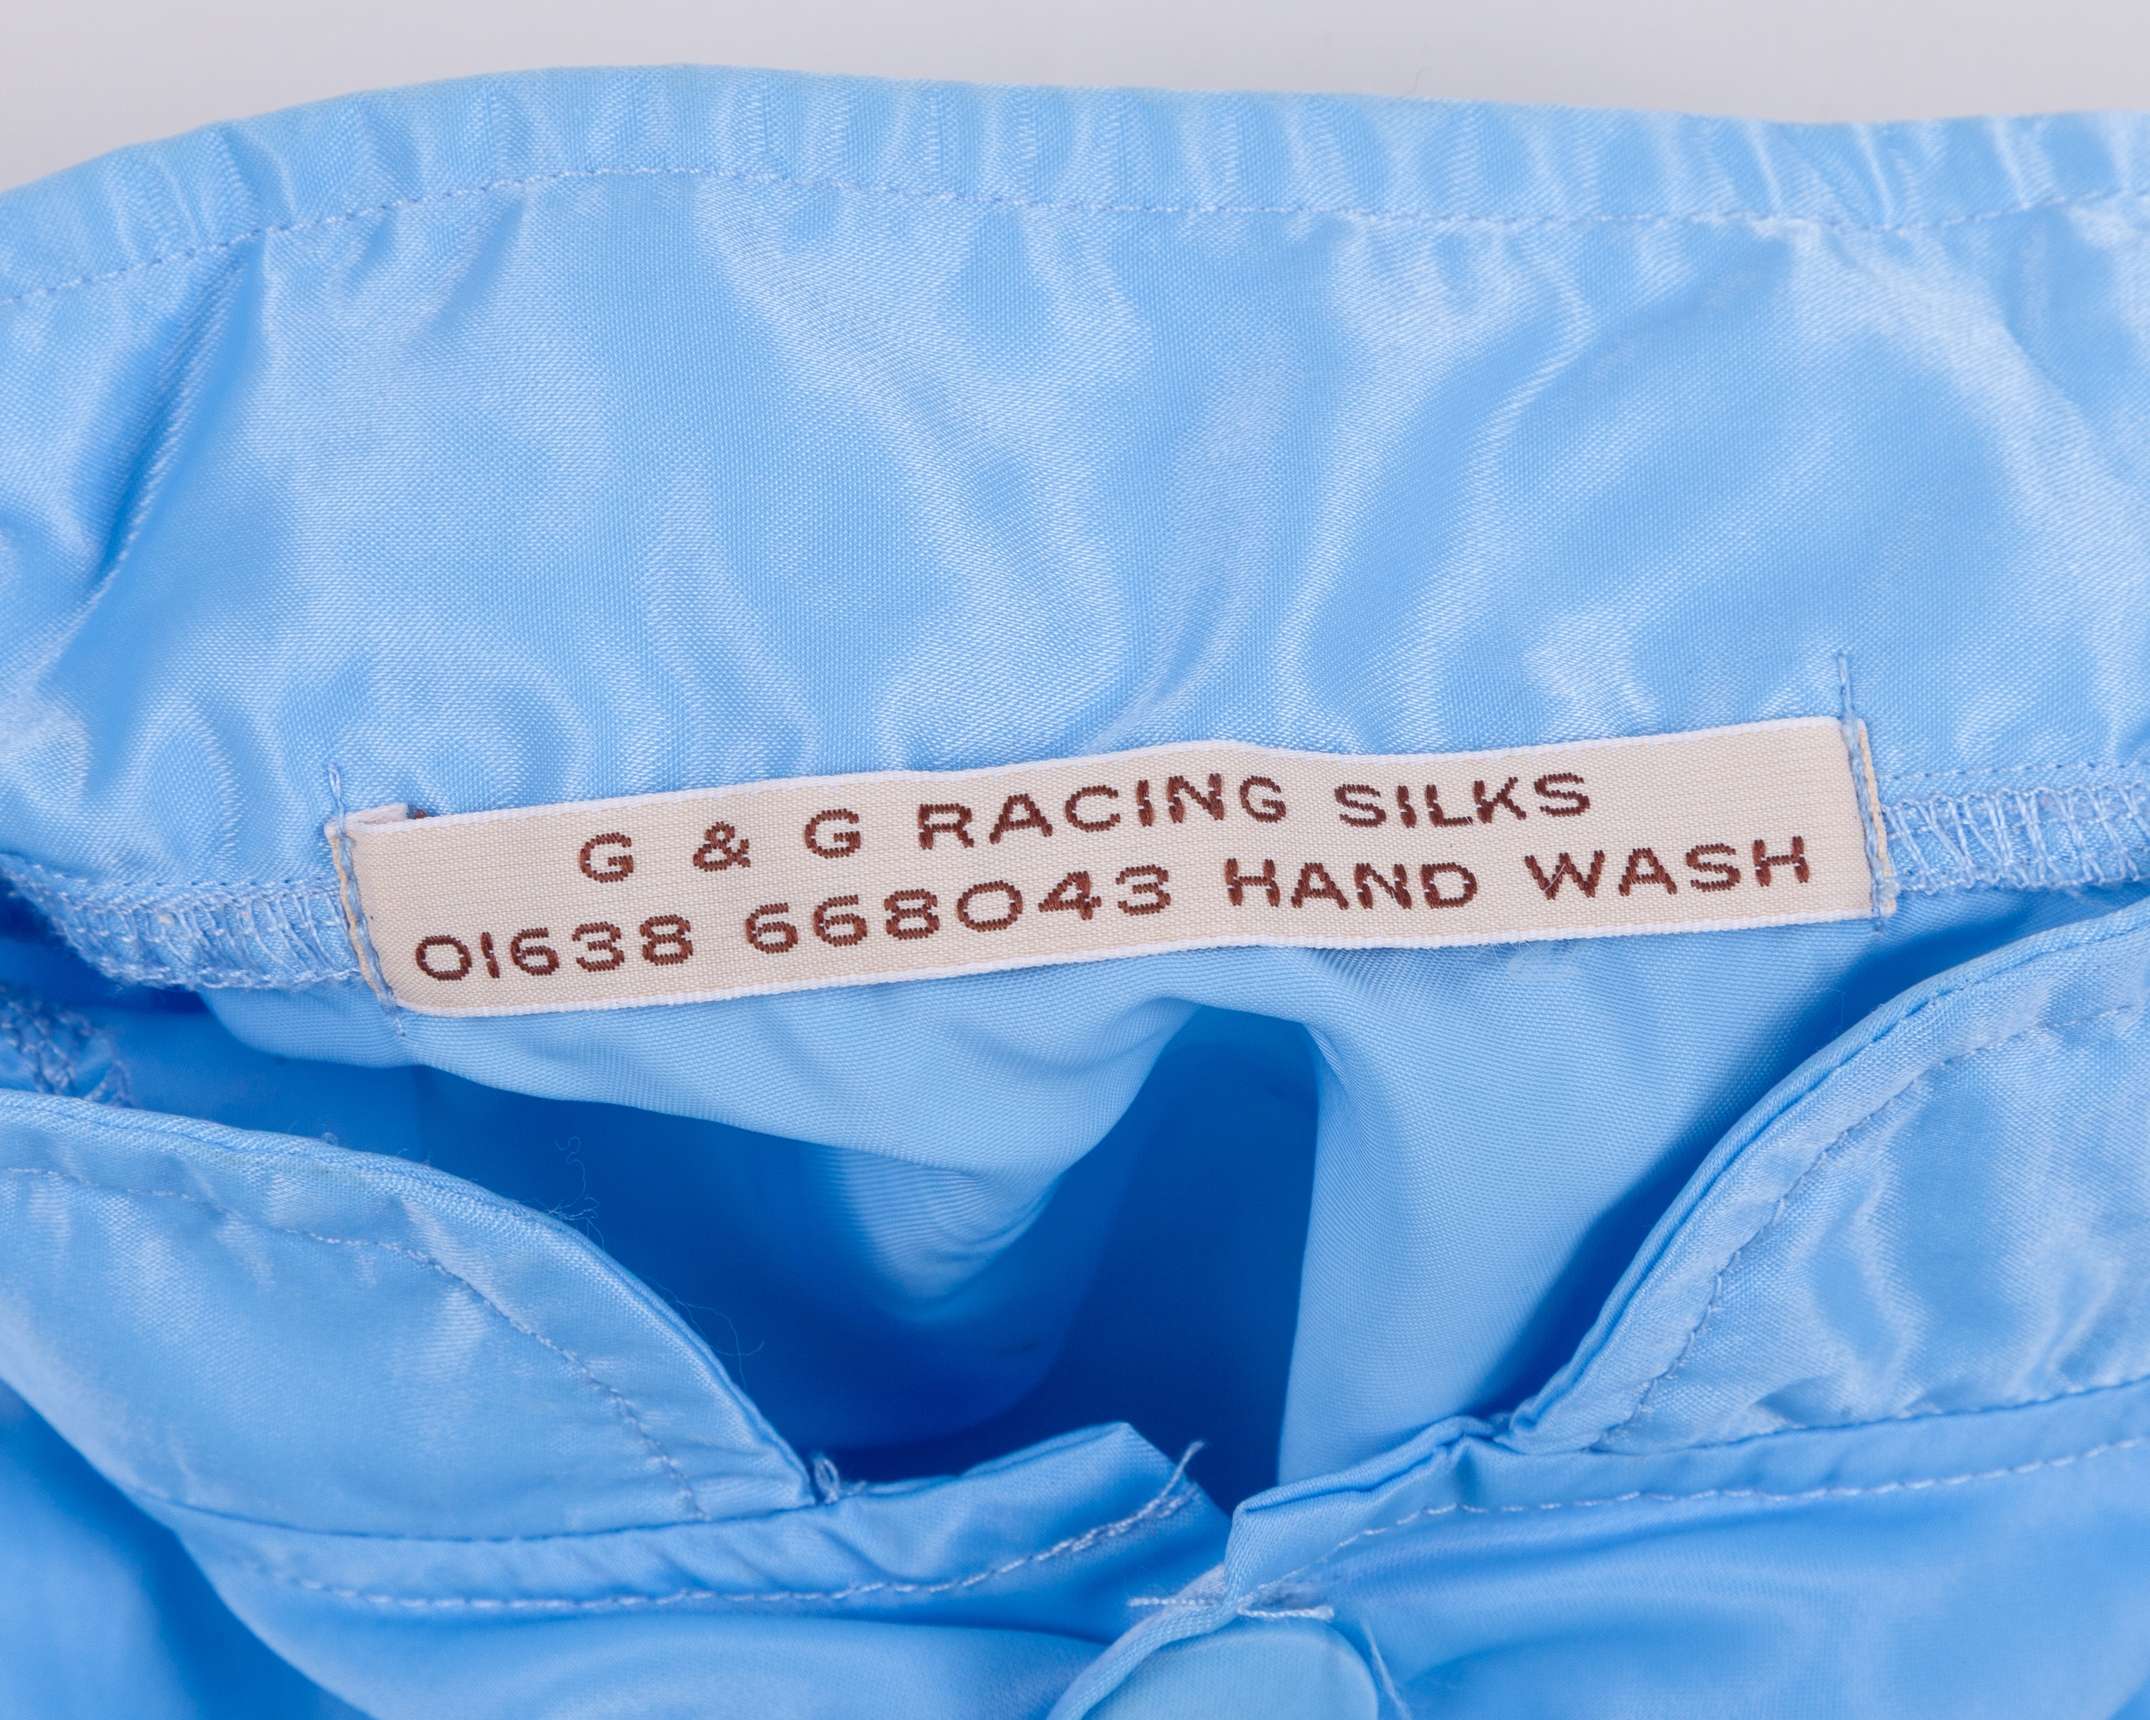 G & G RACING SILKS
01638 668043 HAND WASH